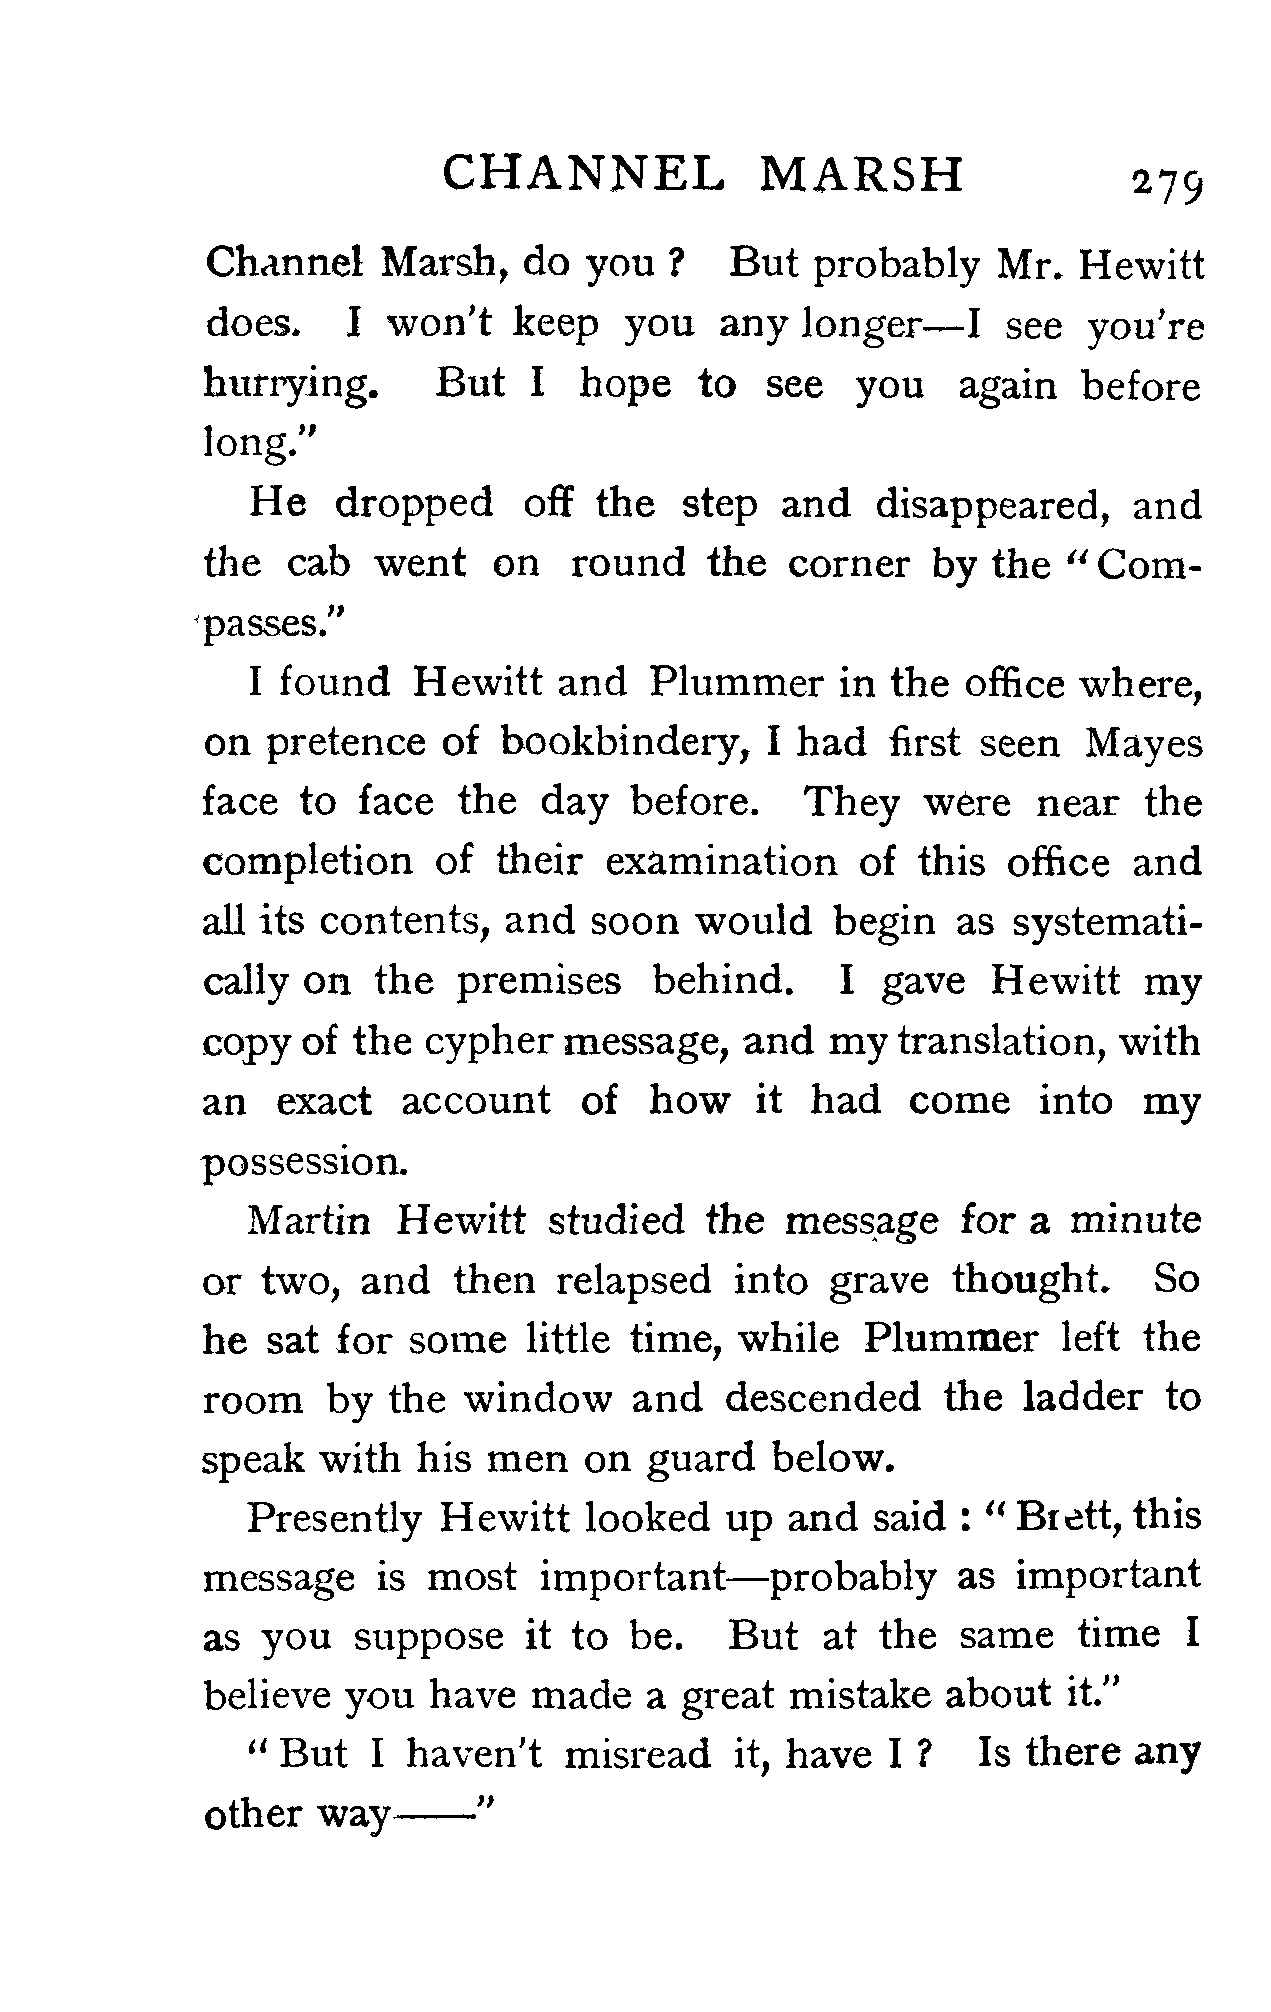 CHANNEL MARSH 279
Channel Marsh, do you ? But probably Mr. Hewitt
does. I won't keep you any longer—I see you're
hurrying. But I hope to see you again before
long."
He dropped off the step and disappeared, and
the cab went on round the corner by the "Com-
passes."
I found Hewitt and Plummer in the office where,
on pretence of bookbindery, I had first seen Mayes
face to face the day before. They were near the
completion of their examination of this office and
all its contents, and soon would begin as systemati-
cally on the premises behind. I gave Hewitt my
copy of the cypher message, and my translation, with
an exact account of how it had come into my
possession.
Martin Hewitt studied the message for a minute
or two, and then relapsed into grave thought. So
he sat for some little time, while Plummer left the
room by the window and descended the ladder to
speak with his men on guard below.
Presently Hewitt looked up and said : "Brett, this
message is most important—probably as important
as you suppose it to be. But at the same time I
believe you have made a great mistake about it."
"But I haven't misread it, have I ? Is there any
other way——"